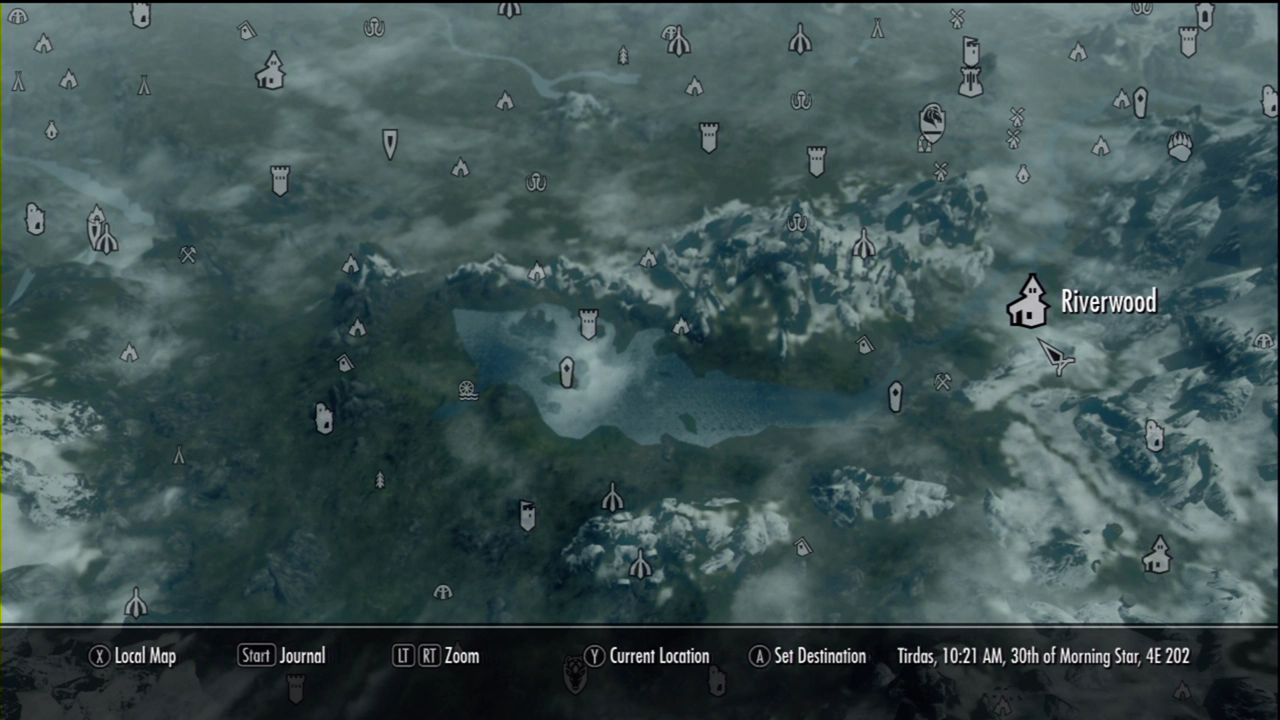 Riverwood
X Local Map
Start Journal
LT RT Zoom
Y Current Location
A Set Destination
Tirdas, 10:21 AM, 30th of Morning Star, 4E 202